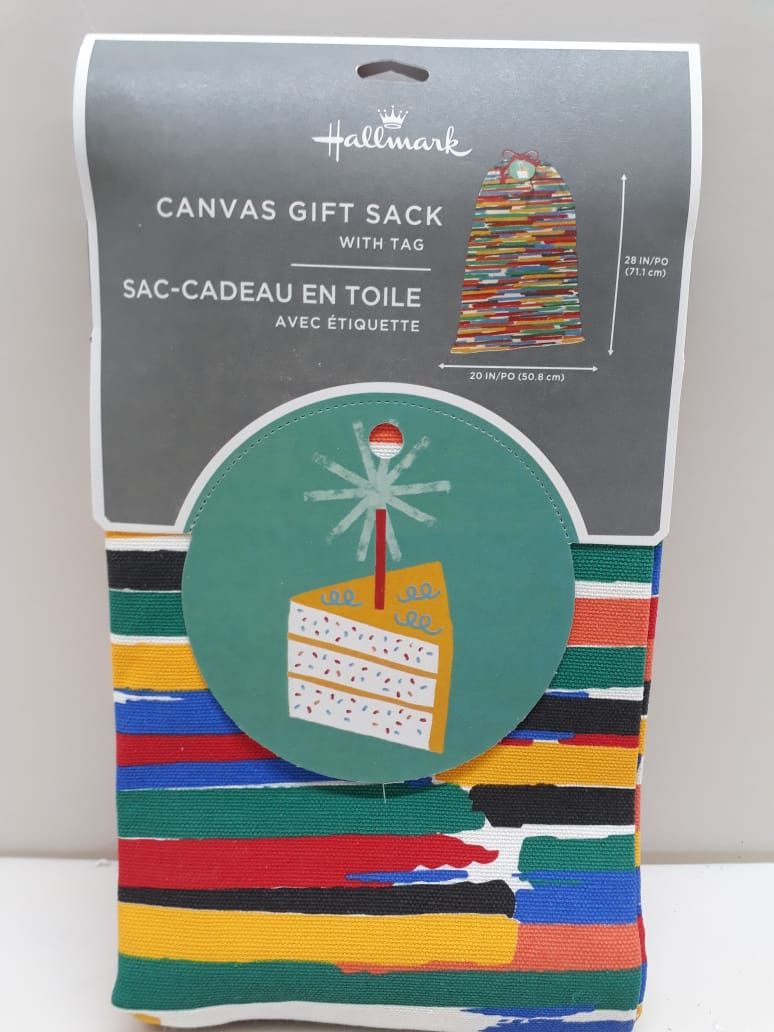 Hallmark
CANVAS GIFT SACK
WITH TAG
SAC-CADEAU EN TOILE
AVEC ÉTIQUETTE
28 IN/PO
(71.1 cm)
20 IN/PO (50.8 cm)